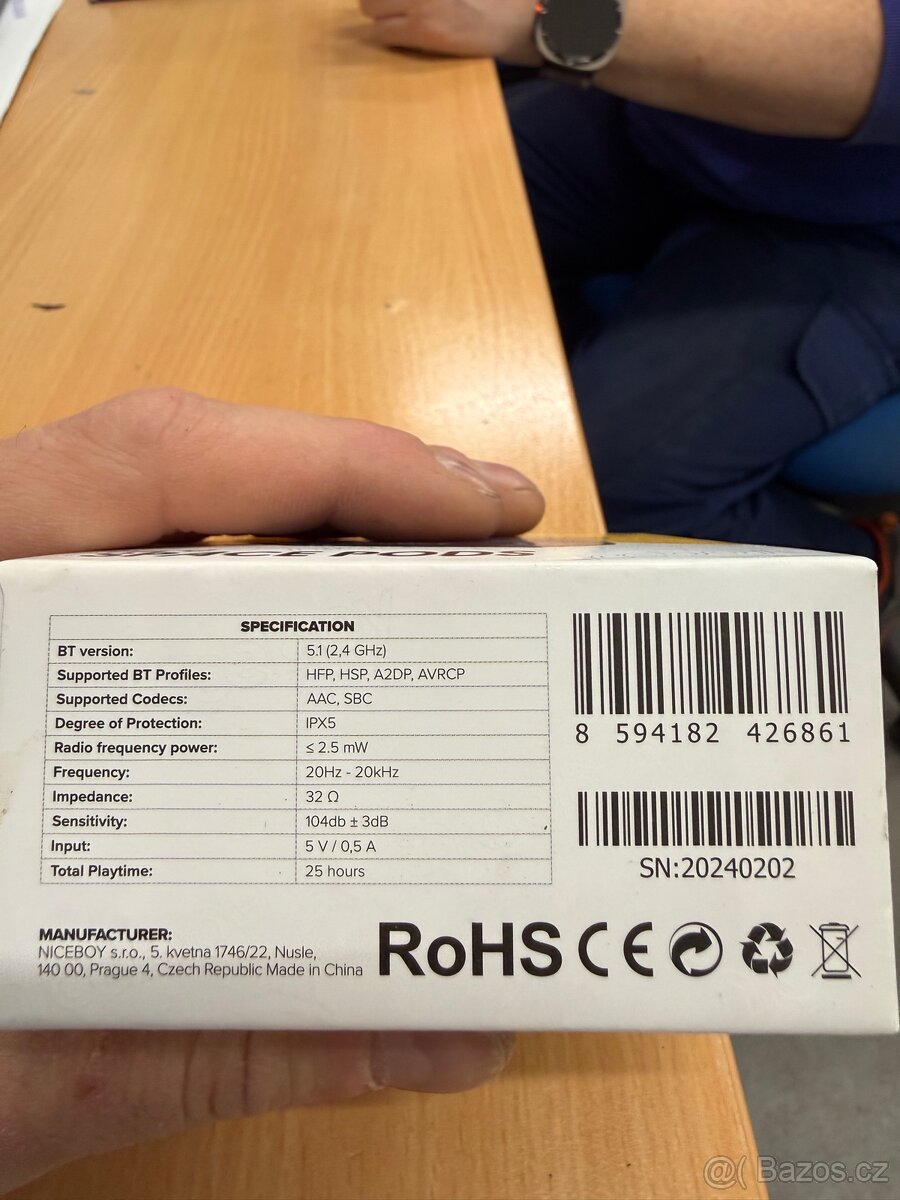 PODS
SPECIFICATION
BT version: 5.1 (2,4 GHz)
Supported BT Profiles: HFP, HSP, A2DP, AVRCP
Supported Codecs: AAC, SBC
Degree of Protection: IPX5
Radio frequency power: ≤ 2.5 mW
Frequency: 20Hz - 20kHz
Impedance: 32 Ω
Sensitivity: 104db ± 3dB
Input: 5 V / 0,5 A
Total Playtime: 25 hours
8 594182 426861
SN:20240202
MANUFACTURER:
NICEBOY s.r.o., 5. kvetna 1746/22, Nusle,
140 00, Prague 4, Czech Republic Made in China
RoHS CE
Bazos.cz